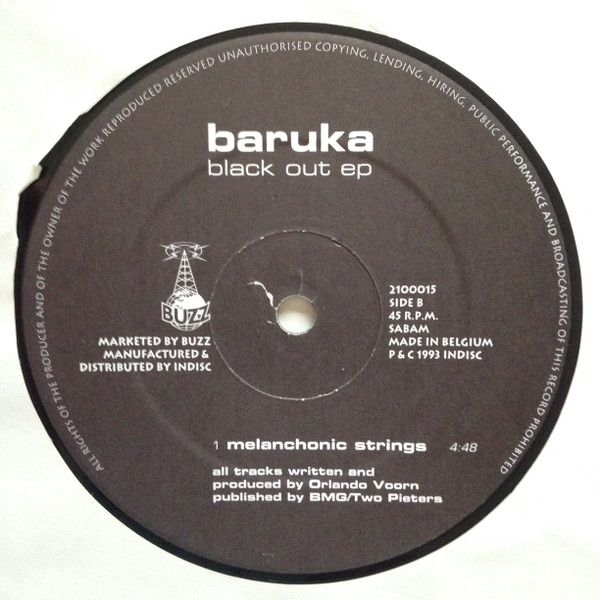 ALL RIGHTS OF THE PRODUCER AND OF THE OWNER OF THE WORK REPRODUCED RESERVED UNAUTHORISED COPYING, LENDING, HIRING, PUBLIC PERFORMANCE AND BROADCASTING OF THIS RECORD PROHIBITED
baruka
black out ep
BUZZ
MARKETED BY BUZZ
MANUFACTURED &
DISTRIBUTED BY INDISC
2100015
SIDE B
45 R.P.M.
SABAM
MADE IN BELGIUM
P & C 1993 INDISC
1 melanchonic strings 4:48
all tracks written and
produced by Orlando Voorn
published by BMG/Two Pieters